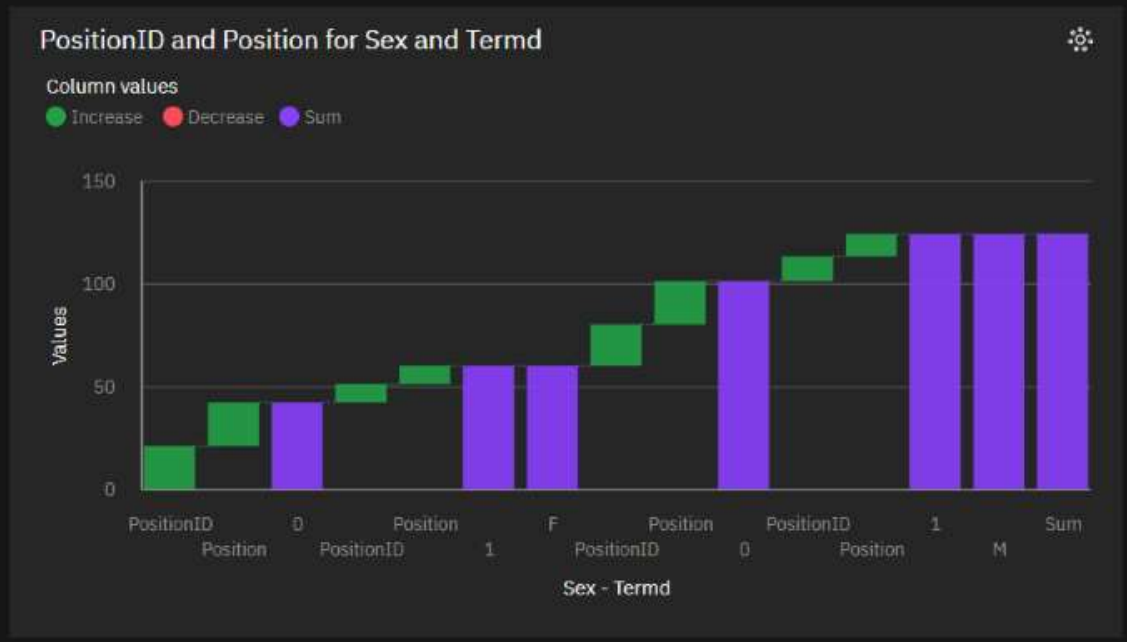 PositionID and Position for Sex and Termd
Column values
Increase Decrease Sum
150
100
50
0
Values
PositionID 0 Position F Position PositionID 1 Sum
Position PositionID 1 PositionID 0 Position M
Sex - Termd